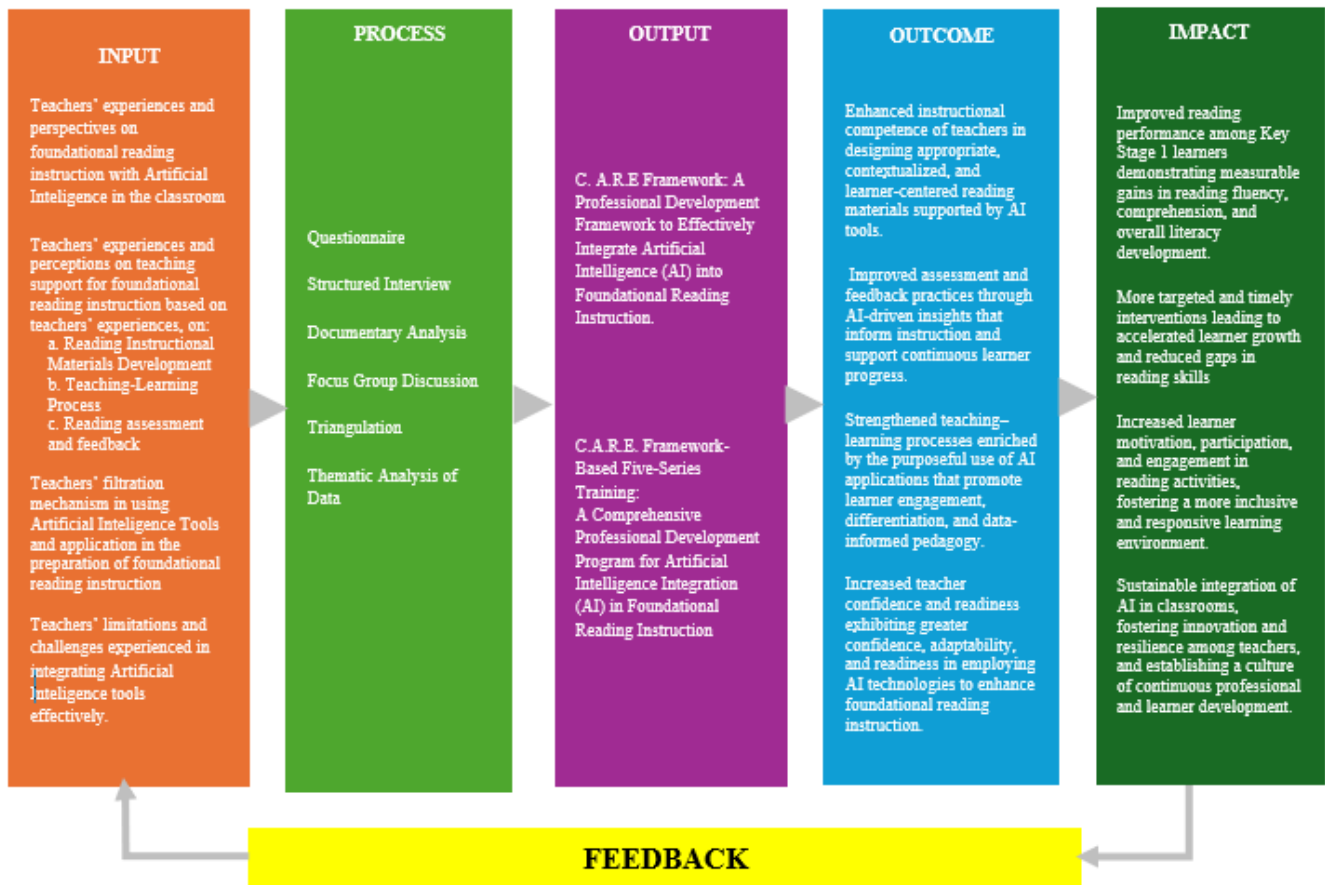 INPUT
Teachers' experiences and
perspectives on
foundational reading
instruction with Artificial
Inteligence in the classroom
Teachers' experiences and
perceptions on teaching
support for foundational
reading instruction based on
teachers' experiences, on:
a. Reading Instructional
Materials Development
b. Teaching-Learning
Process
c. Reading assessment
and feedback
Teachers' filtration
mechanism in using
Artificial Inteligence Tools
and application in the
preparation of foundational
reading instruction
Teachers' limitations and
challenges experienced in
integrating Artificial
Inteligence tools
effectively.
PROCESS
Questionnaire
Structured Interview
Documentary Analysis
Focus Group Discussion
Triangulation
Thematic Analysis of
Data
OUTPUT
C. A.R.E Framework: A
Professional Development
Framework to Effectively
Integrate Artificial
Intelligence (AI) into
Foundational Reading
Instruction.
C.A.R.E. Framework-
Based Five-Series
Training:
A Comprehensive
Professional Development
Program for Artificial
Intelligence Integration
(AI) in Foundational
Reading Instruction
OUTCOME
Enhanced instructional
competence of teachers in
designing appropriate,
contextualized, and
learner-centered reading
materials supported by AI
tools.
Improved assessment and
feedback practices through
AI-driven insights that
inform instruction and
support continuous learner
progress.
Strengthened teaching–
learning processes enriched
by the purposeful use of AI
applications that promote
learner engagement,
differentiation, and data-
informed pedagogy.
Increased teacher
confidence and readiness
exhibiting greater
confidence, adaptability,
and readiness in employing
AI technologies to enhance
foundational reading
instruction.
IMPACT
Improved reading
performance among Key
Stage 1 learners
demonstrating measurable
gains in reading fluency,
comprehension, and
overall literacy
development.
More targeted and timely
interventions leading to
accelerated learner growth
and reduced gaps in
reading skills
Increased learner
motivation, participation,
and engagement in
reading activities,
fostering a more inclusive
and responsive learning
environment.
Sustainable integration of
AI in classrooms,
fostering innovation and
resilience among teachers,
and establishing a culture
of continuous professional
and learner development.
FEEDBACK